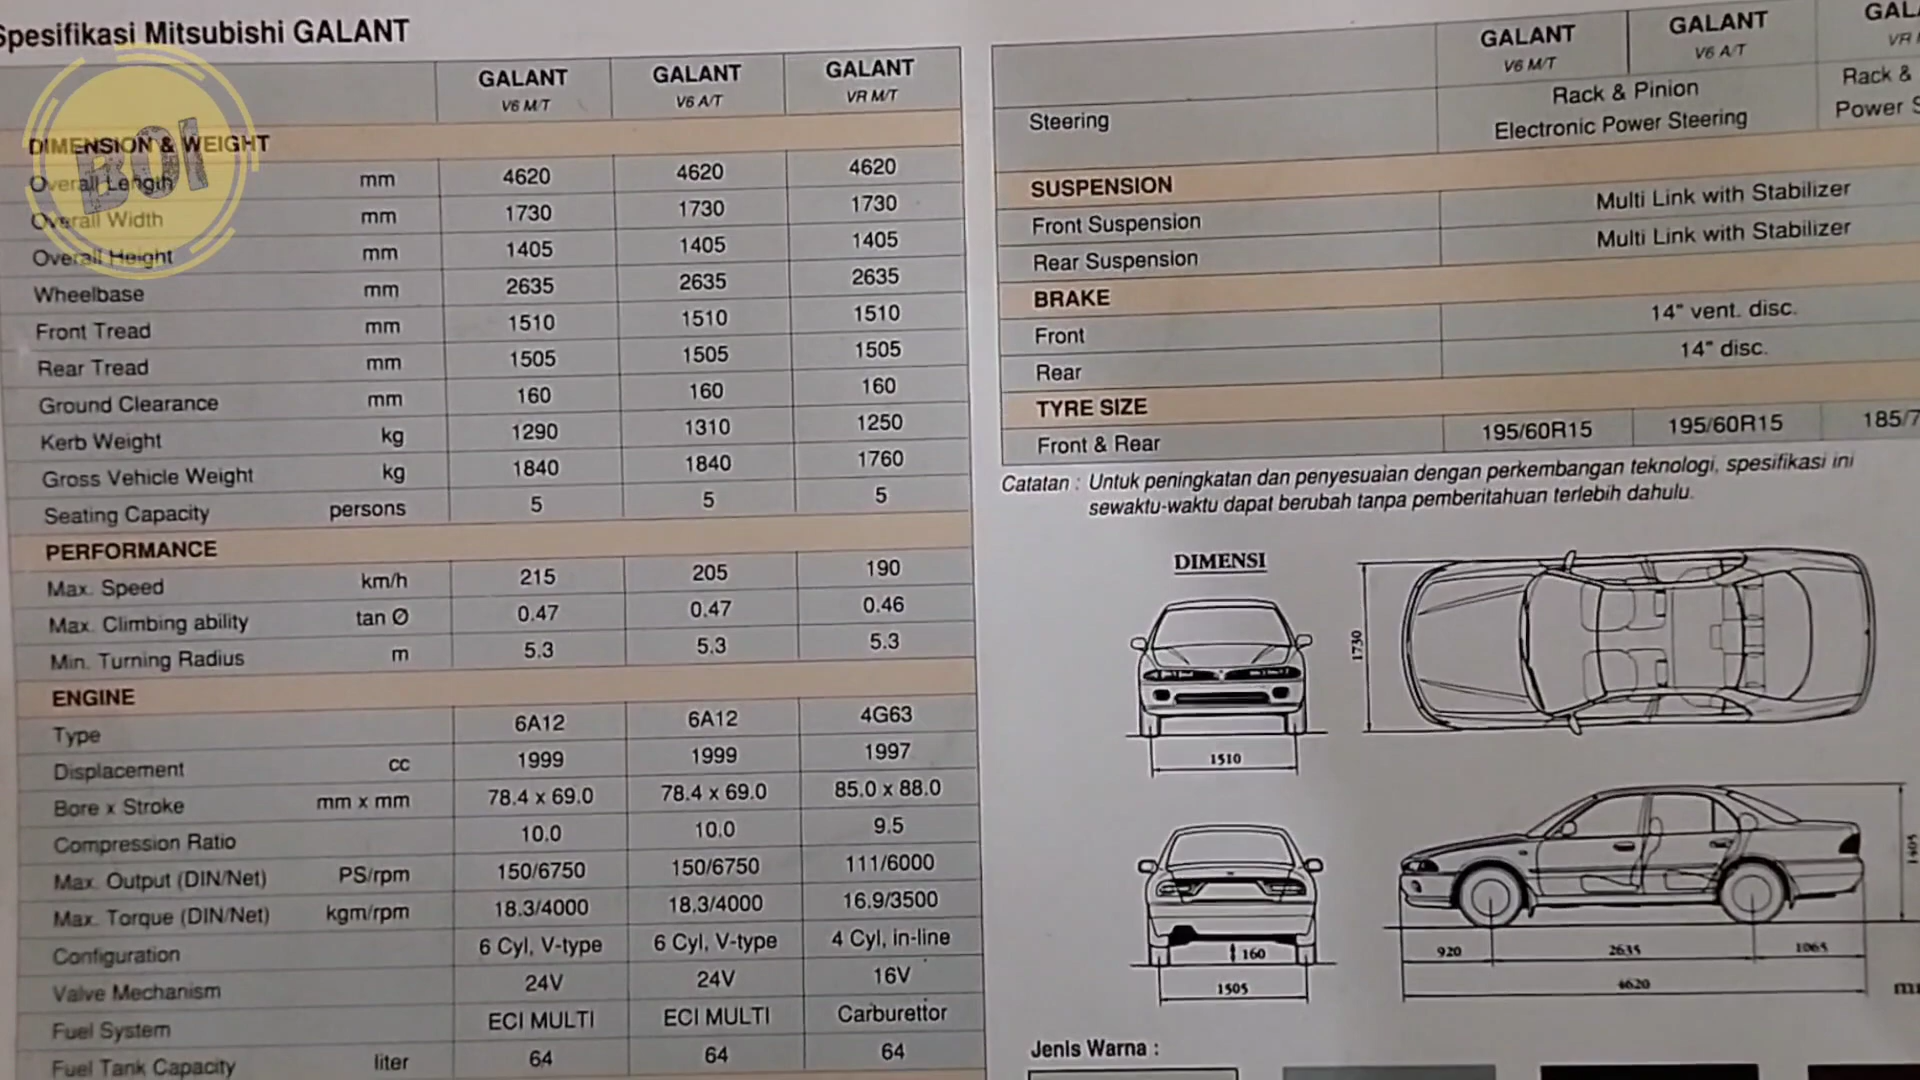 Spesifikasi Mitsubishi GALANT
BOI
GALANT GALANT GALANT
V6 M/T V6 A/T VR M/T
DIMENSION & WEIGHT
Overall Length mm 4620 4620 4620
Overall Width mm 1730 1730 1730
Overall Height mm 1405 1405 1405
Wheelbase mm 2635 2635 2635
Front Tread mm 1510 1510 1510
Rear Tread mm 1505 1505 1505
Ground Clearance mm 160 160 160
Kerb Weight kg 1290 1310 1250
Gross Vehicle Weight kg 1840 1840 1760
Seating Capacity persons 5 5 5
PERFORMANCE
Max. Speed km/h 215 205 190
Max. Climbing ability tan Ø 0.47 0.47 0.46
Min. Turning Radius m 5.3 5.3 5.3
ENGINE
Type 6A12 6A12 4G63
Displacement cc 1999 1999 1997
Bore x Stroke mm x mm 78.4 x 69.0 78.4 x 69.0 85.0 x 88.0
Compression Ratio 10.0 10.0 9.5
Max. Output (DIN/Net) PS/rpm 150/6750 150/6750 111/6000
Max. Torque (DIN/Net) kgm/rpm 18.3/4000 18.3/4000 16.9/3500
Configuration 6 Cyl, V-type 6 Cyl, V-type 4 Cyl, in-line
Valve Mechanism 24V 24V 16V
Fuel System ECI MULTI ECI MULTI Carburettor
Fuel Tank Capacity liter 64 64 64
GALANT GALANT
V6 M/T V6 A/T VR
Steering Rack & Pinion Rack &
Electronic Power Steering Power
SUSPENSION
Front Suspension Multi Link with Stabilizer
Rear Suspension Multi Link with Stabilizer
BRAKE
Front 14" vent. disc.
Rear 14" disc.
TYRE SIZE
Front & Rear 195/60R15 195/60R15 185/7
Catatan : Untuk peningkatan dan penyesuaian dengan perkembangan teknologi, spesifikasi ini
sewaktu-waktu dapat berubah tanpa pemberitahuan terlebih dahulu.
DIMENSI
1730
1510
1405
160
1505
920 2635 1065
4620
Jenis Warna :